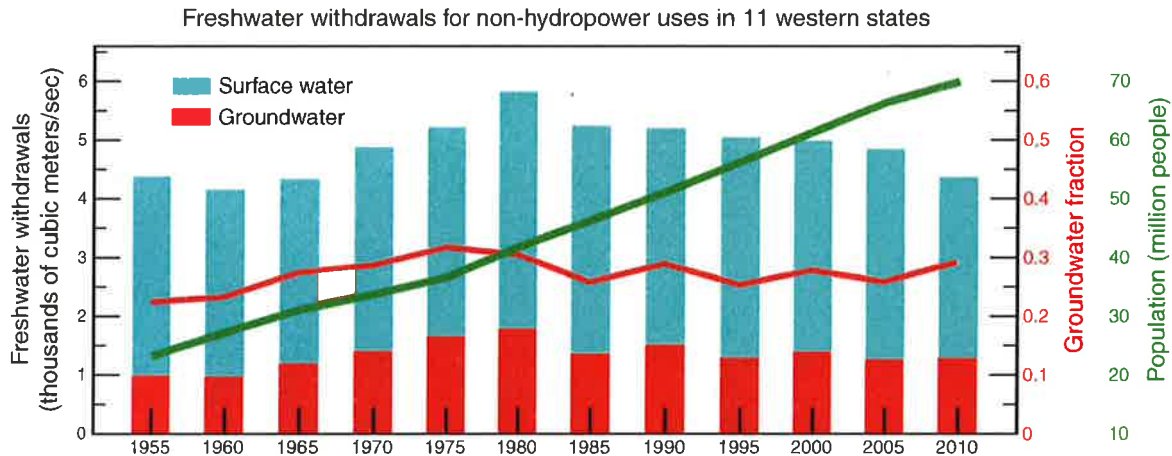 Freshwater withdrawals for non-hydropower uses in 11 western states
Freshwater withdrawals
(thousands of cubic meters/sec)
6
5
4
3
2
1
0
Surface water
Groundwater
1955 1960 1965 1970 1975 1980 1985 1990 1995 2000 2005 2010
0.6
0.5
0.4
0.3
0.2
0.1
0
Groundwater fraction
70
60
50
40
30
20
10
Population (million people)